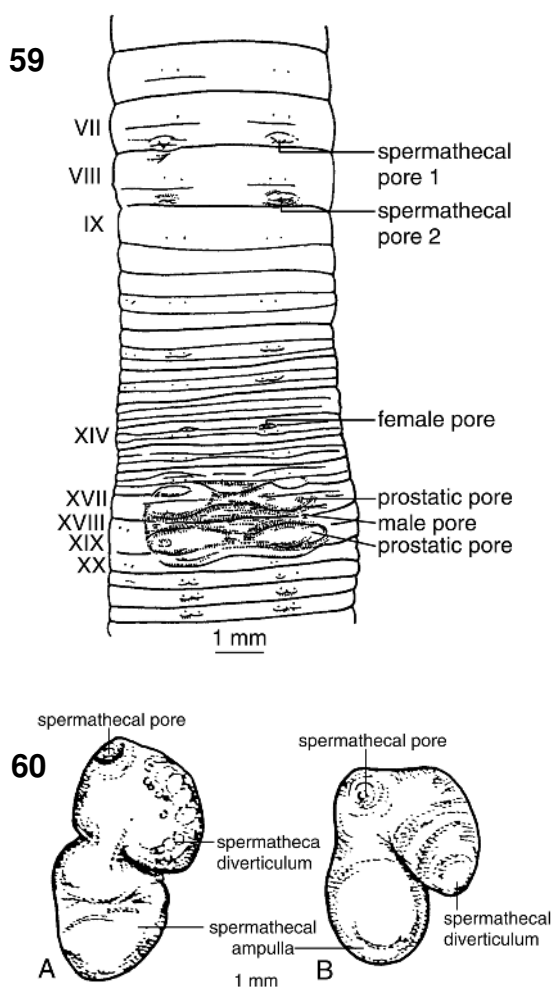 59
VII
spermathecal
pore 1
VIII
spermathecal
pore 2
IX
female pore
XIV
XVII
prostatic pore
XVIII
male pore
XIX
prostatic pore
XX
1 mm
60
spermathecal pore
spermathecal pore
spermatheca
diverticulum
spermathecal
ampulla
spermathecal
diverticulum
A
1 mm
B